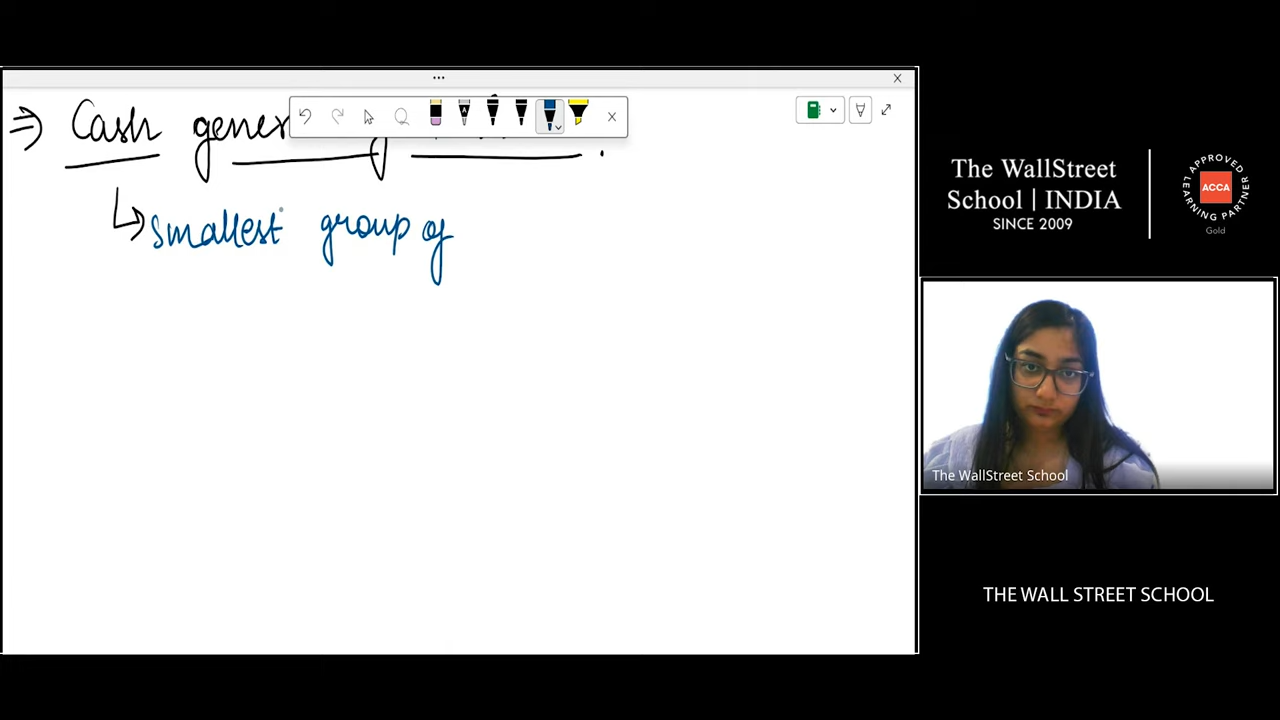 ⇒ Cash gener
↳ smallest group of
The WallStreet
School | INDIA
SINCE 2009
APPROVED
LEARNING PARTNER
ACCA
Gold
The WallStreet School
THE WALL STREET SCHOOL